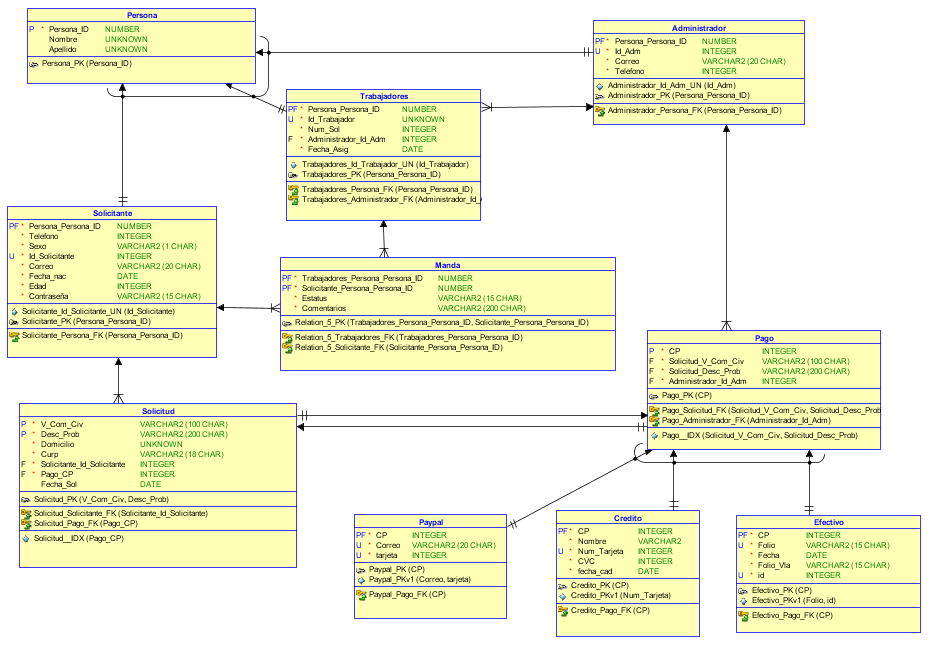 Persona
P * Persona_ID NUMBER
Nombre UNKNOWN
Apellido UNKNOWN
Persona_PK (Persona_ID)
Administrador
PF * Persona_Persona_ID NUMBER
U * Id_Adm INTEGER
* Correo VARCHAR2 (20 CHAR)
* Telefono INTEGER
Administrador_Id_Adm_UN (Id_Adm)
Administrador_PK (Persona_Persona_ID)
Administrador_Persona_FK (Persona_Persona_ID)
Trabajadores
PF * Persona_Persona_ID NUMBER
U * Id_Trabajador UNKNOWN
* Num_Sol INTEGER
F * Administrador_Id_Adm INTEGER
* Fecha_Asig DATE
Trabajadores_Id_Trabajador_UN (Id_Trabajador)
Trabajadores_PK (Persona_Persona_ID)
Trabajadores_Persona_FK (Persona_Persona_ID)
Trabajadores_Administrador_FK (Administrador_Id_
Solicitante
PF * Persona_Persona_ID NUMBER
* Telefono INTEGER
* Sexo VARCHAR2 (1 CHAR)
U * Id_Solicitante INTEGER
* Correo VARCHAR2 (20 CHAR)
* Fecha_nac DATE
* Edad INTEGER
* Contraseña VARCHAR2 (15 CHAR)
Solicitante_Id_Solicitante_UN (Id_Solicitante)
Solicitante_PK (Persona_Persona_ID)
Solicitante_Persona_FK (Persona_Persona_ID)
Manda
PF * Trabajadores_Persona_Persona_ID NUMBER
PF * Solicitante_Persona_Persona_ID NUMBER
* Estatus VARCHAR2 (15 CHAR)
* Comentarios VARCHAR2 (200 CHAR)
Relation_5_PK (Trabajadores_Persona_Persona_ID, Solicitante_Persona_Persona_ID)
Relation_5_Trabajadores_FK (Trabajadores_Persona_Persona_ID)
Relation_5_Solicitante_FK (Solicitante_Persona_Persona_ID)
Pago
P * CP INTEGER
F * Solicitud_V_Com_Civ VARCHAR2 (100 CHAR)
F * Solicitud_Desc_Prob VARCHAR2 (200 CHAR)
F * Administrador_Id_Adm INTEGER
Pago_PK (CP)
Pago_Solicitud_FK (Solicitud_V_Com_Civ, Solicitud_Desc_Prob
Pago_Administrador_FK (Administrador_Id_Adm)
Pago__IDX (Solicitud_V_Com_Civ, Solicitud_Desc_Prob)
Solicitud
P * V_Com_Civ VARCHAR2 (100 CHAR)
P * Desc_Prob VARCHAR2 (200 CHAR)
* Domicilio UNKNOWN
* Curp VARCHAR2 (18 CHAR)
F * Solicitante_Id_Solicitante INTEGER
F * Pago_CP INTEGER
Fecha_Sol DATE
Solicitud_PK (V_Com_Civ, Desc_Prob)
Solicitud_Solicitante_FK (Solicitante_Id_Solicitante)
Solicitud_Pago_FK (Pago_CP)
Solicitud__IDX (Pago_CP)
Paypal
PF * CP INTEGER
U * Correo VARCHAR2 (20 CHAR)
U * tarjeta INTEGER
Paypal_PK (CP)
Paypal_PKv1 (Correo, tarjeta)
Paypal_Pago_FK (CP)
Credito
PF * CP INTEGER
* Nombre VARCHAR2
U * Num_Tarjeta INTEGER
* CVC INTEGER
* fecha_cad DATE
Credito_PK (CP)
Credito_PKv1 (Num_Tarjeta)
Credito_Pago_FK (CP)
Efectivo
PF * CP INTEGER
U * Folio VARCHAR2 (15 CHAR)
* Fecha DATE
* Folio_Vla VARCHAR2 (15 CHAR)
U * id INTEGER
Efectivo_PK (CP)
Efectivo_PKv1 (Folio, id)
Efectivo_Pago_FK (CP)